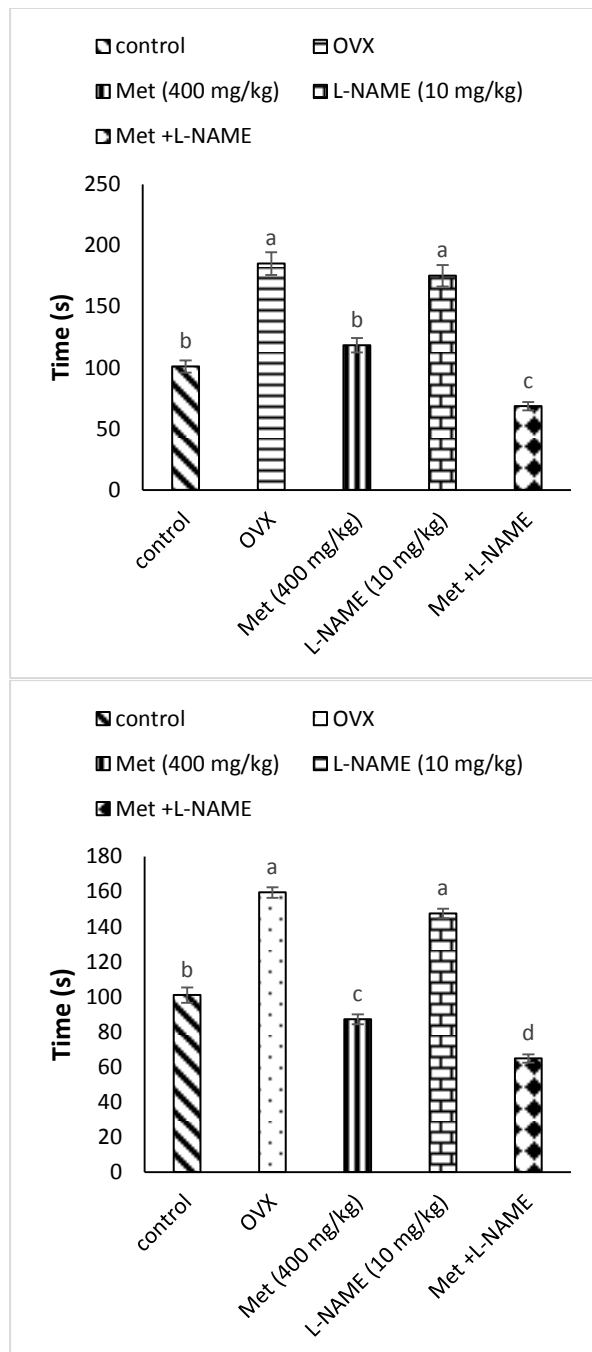 control OVX
Met (400 mg/kg) L-NAME (10 mg/kg)
Met +L-NAME
250
200
150
100
50
0
Time (s)
b
a
b
a
c
control
OVX
Met (400 mg/kg)
L-NAME (10 mg/kg)
Met +L-NAME
control OVX
Met (400 mg/kg) L-NAME (10 mg/kg)
Met +L-NAME
180
160
140
120
100
80
60
40
20
0
Time (s)
b
a
c
a
d
control
OVX
Met (400 mg/kg)
L-NAME (10 mg/kg)
Met +L-NAME